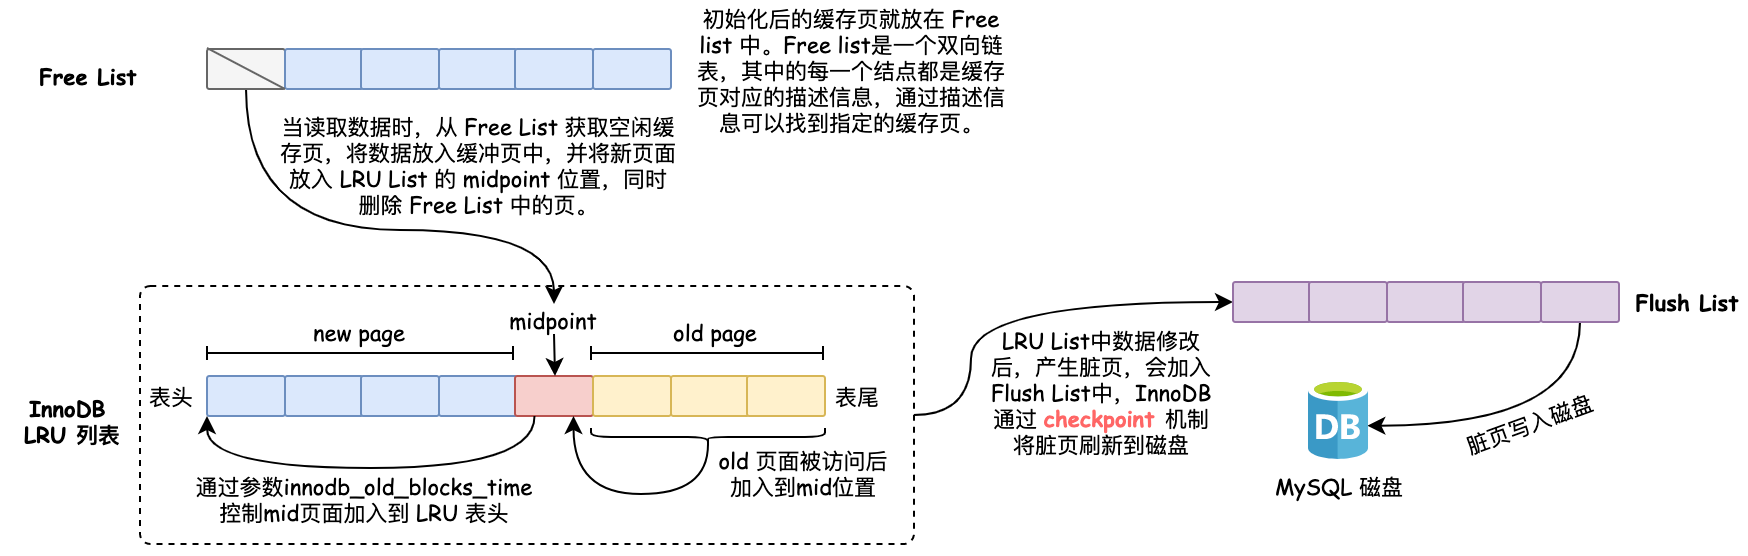 初始化后的缓存页就放在 Free
list 中。Free list是一个双向链
表，其中的每一个结点都是缓存
页对应的描述信息，通过描述信
息可以找到指定的缓存页。
Free List
当读取数据时，从 Free List 获取空闲缓
存页，将数据放入缓冲页中，并将新页面
放入 LRU List 的 midpoint 位置，同时
删除 Free List 中的页。
new page
midpoint
old page
表头
表尾
InnoDB
LRU 列表
通过参数innodb_old_blocks_time
控制mid页面加入到 LRU 表头
old 页面被访问后
加入到mid位置
Flush List
LRU List中数据修改
后，产生脏页，会加入
Flush List中，InnoDB
通过 checkpoint 机制
将脏页刷新到磁盘
DB
脏页写入磁盘
MySQL 磁盘